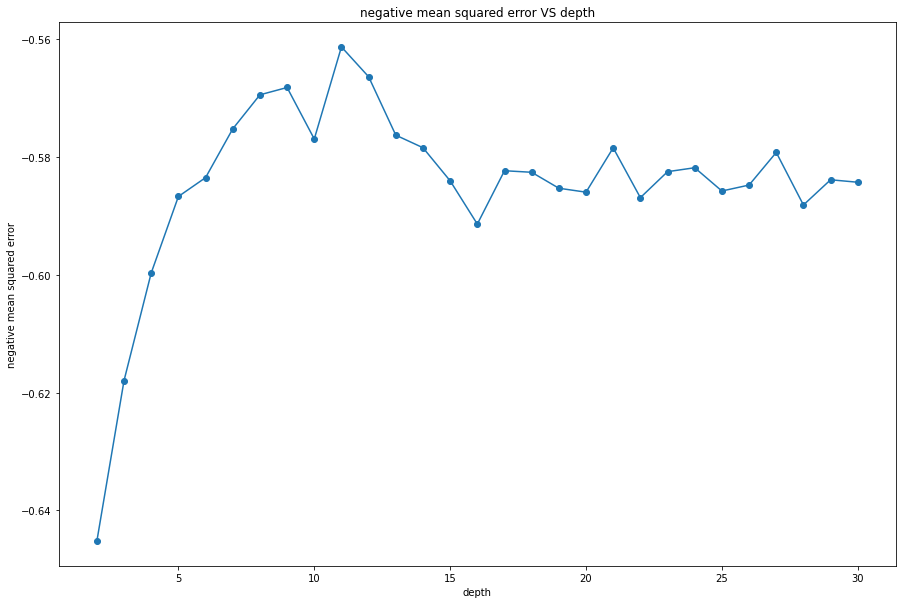 negative mean squared error VS depth
negative mean squared error
−0.56
−0.58
−0.60
−0.62
−0.64
5 10 15 20 25 30
depth